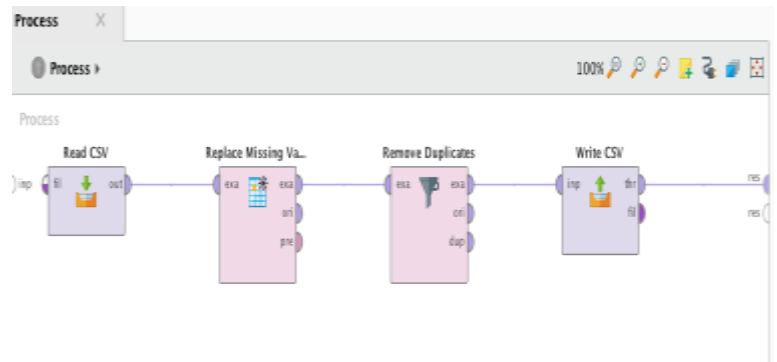 Process X
Process
100%
Process
Read CSV
Replace Missing Va...
Remove Duplicates
Write CSV
inp
fil
out
exa
exa
ori
pre
exa
exa
ori
dup
inp
thr
fil
res
res